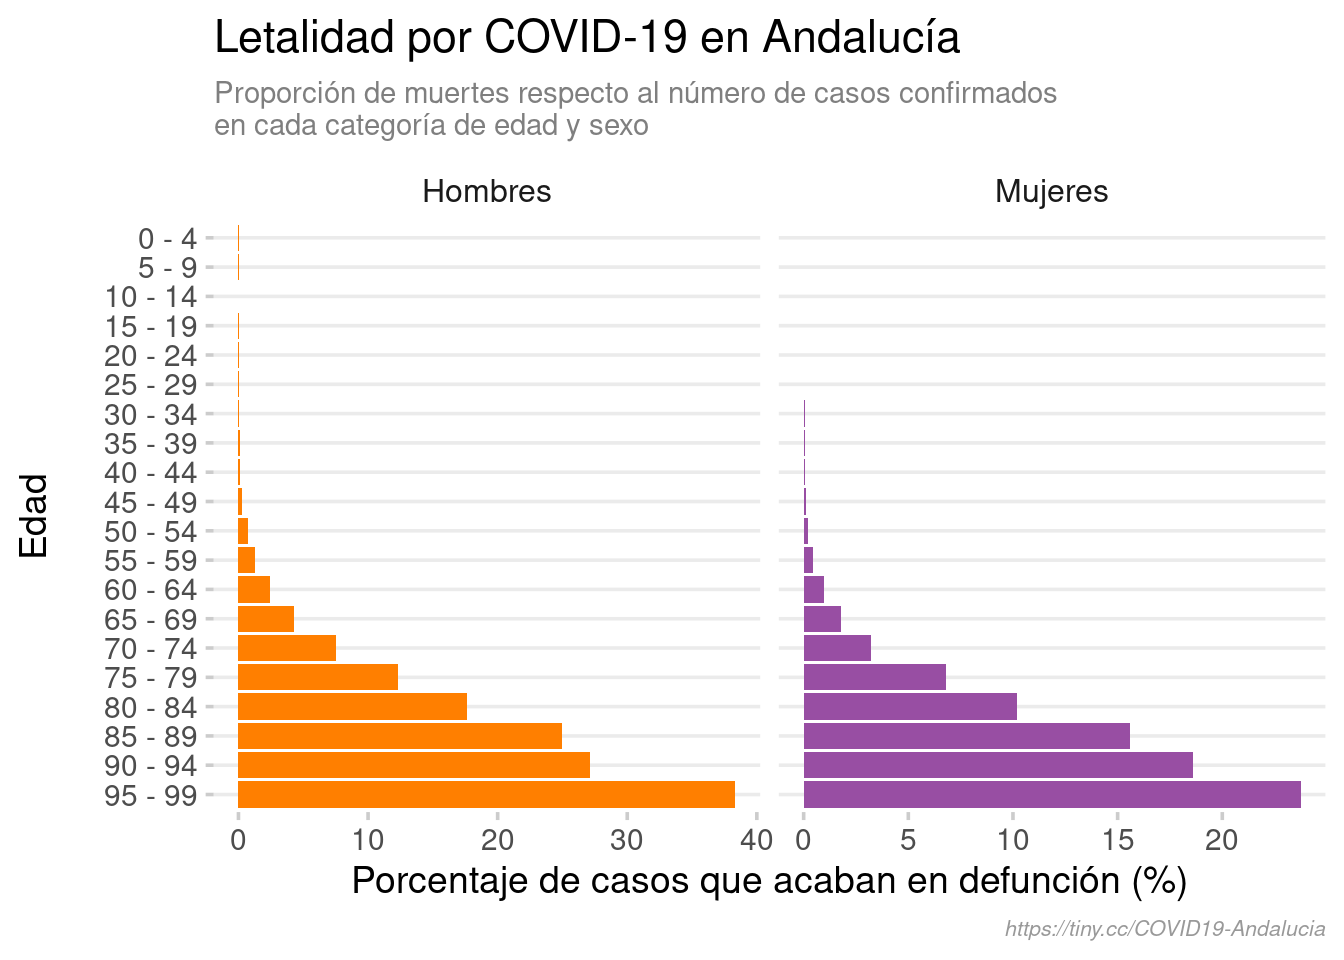 Letalidad por COVID-19 en Andalucía
Proporción de muertes respecto al número de casos confirmados
en cada categoría de edad y sexo
Hombres
Mujeres
Edad
0 - 4
5 - 9
10 - 14
15 - 19
20 - 24
25 - 29
30 - 34
35 - 39
40 - 44
45 - 49
50 - 54
55 - 59
60 - 64
65 - 69
70 - 74
75 - 79
80 - 84
85 - 89
90 - 94
95 - 99
0 10 20 30 40
0 5 10 15 20
Porcentaje de casos que acaban en defunción (%)
https://tiny.cc/COVID19-Andalucia